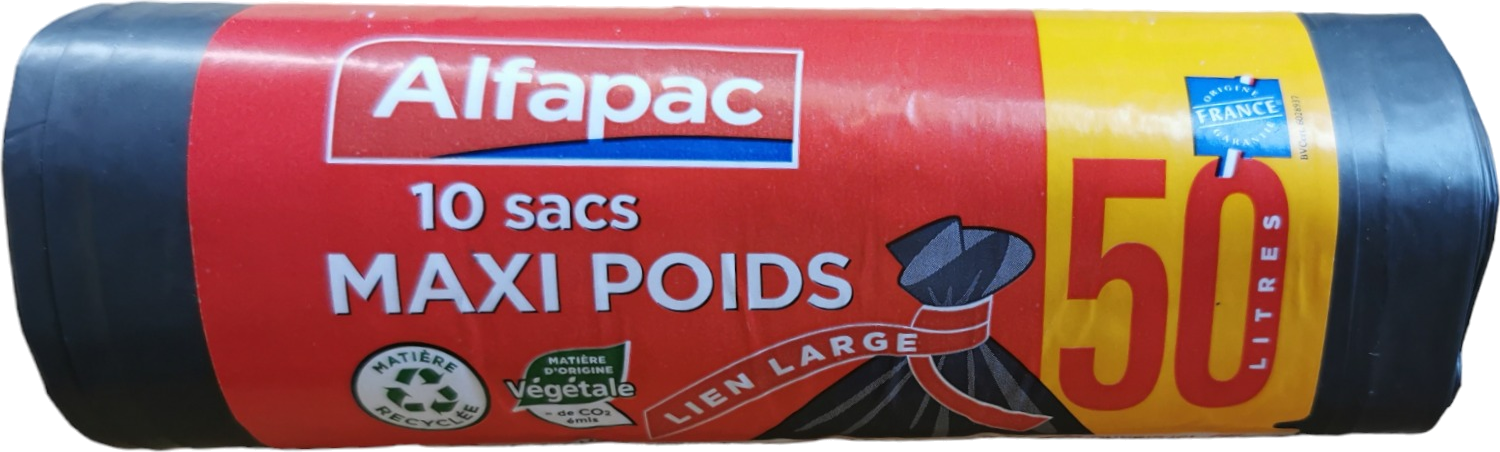 Alfapac
10 sacs
MAXI POIDS
MATIÈRE
RECYCLÉE
MATIÈRE
D'ORIGINE
Végétale
- de CO₂
émis
LIEN LARGE
ORIGINE
FRANCE
GARANTIE
50
LITRES